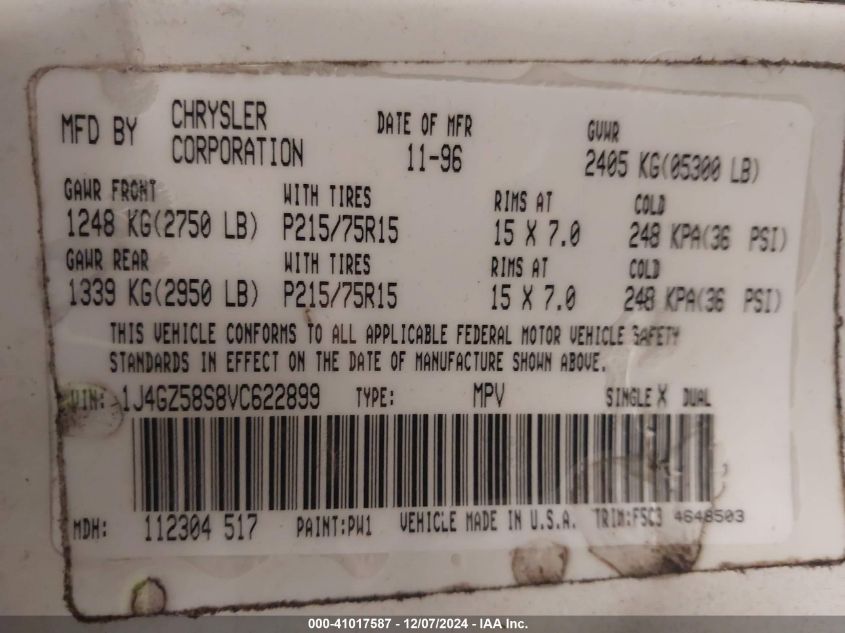 MFD BY CHRYSLER CORPORATION DATE OF MFR 11-96 GVWR 2405 KG(05300 LB)
GAWR FRONT WITH TIRES RIMS AT COLD
1248 KG(2750 LB) P215/75R15 15 X 7.0 248 KPA(36 PSI)
GAWR REAR WITH TIRES RIMS AT COLD
1339 KG(2950 LB) P215/75R15 15 X 7.0 248 KPA(36 PSI)
THIS VEHICLE CONFORMS TO ALL APPLICABLE FEDERAL MOTOR VEHICLE SAFETY
STANDARDS IN EFFECT ON THE DATE OF MANUFACTURE SHOWN ABOVE.
VIN: 1J4GZ58S8VC622899 TYPE: MPV SINGLE X DUAL
MDH: 112304 517 PAINT:PW1 VEHICLE MADE IN U.S.A. TRIM:F5C3 4648503
000-41017587 - 12/07/2024 - IAA Inc.